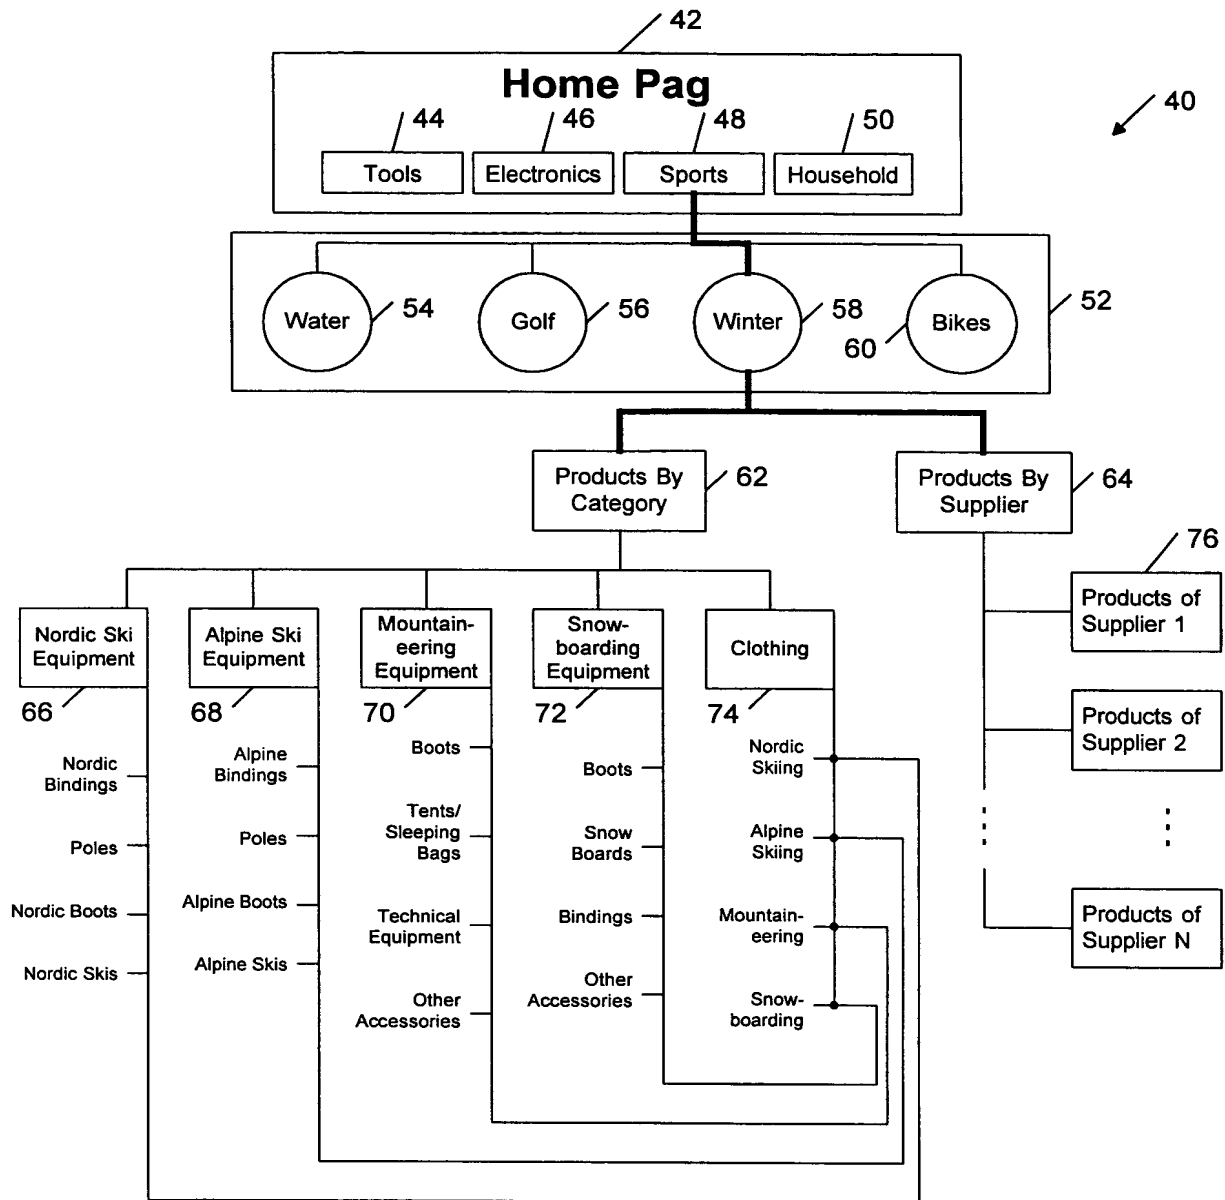 42
Home Pag
40
44
46
48
50
Tools
Electronics
Sports
Household
Water
54
Golf
56
Winter
58
60
Bikes
52
Products By
Category
62
Products By
Supplier
64
76
Products of
Supplier 1
Products of
Supplier 2
Products of
Supplier N
Nordic Ski
Equipment
66
Alpine Ski
Equipment
68
Mountain-
eering
Equipment
70
Snow-
boarding
Equipment
72
Clothing
74
Nordic
Bindings
Poles
Nordic Boots
Nordic Skis
Alpine
Bindings
Poles
Alpine Boots
Alpine Skis
Boots
Tents/
Sleeping
Bags
Technical
Equipment
Other
Accessories
Boots
Snow
Boards
Bindings
Other
Accessories
Nordic
Skiing
Alpine
Skiing
Mountain-
eering
Snow-
boarding